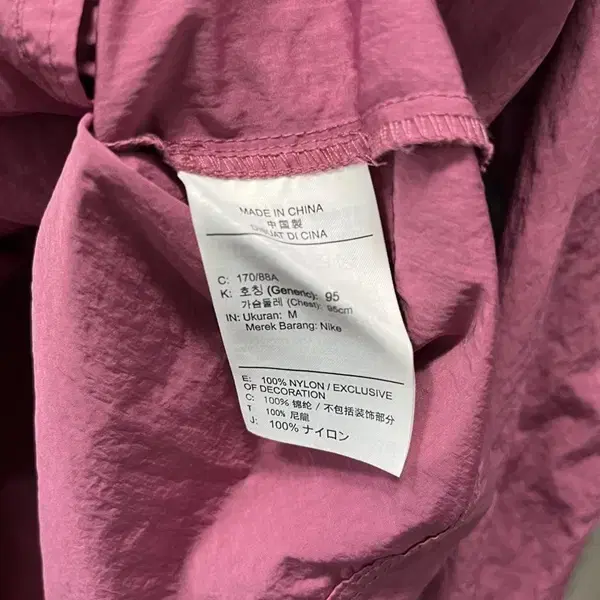 MADE IN CHINA
中国製
DIBUAT DI CINA
C: 170/88A
K: 호칭 (Generic): 95
가슴둘레 (Chest): 95cm
IN: Ukuran: M
Merek Barang: Nike
E: 100% NYLON / EXCLUSIVE
OF DECORATION
C: 100% 锦纶 / 不包括装饰部分
T: 100% 尼龍
J: 100% ナイロン